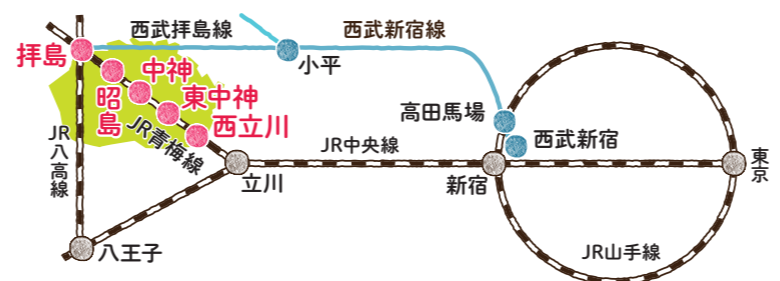 西武拝島線
西武新宿線
拝島
小平
中神
昭島
東中神
高田馬場
西立川
西武新宿
JR青梅線
JR八高線
JR中央線
立川
新宿
東京
八王子
JR山手線